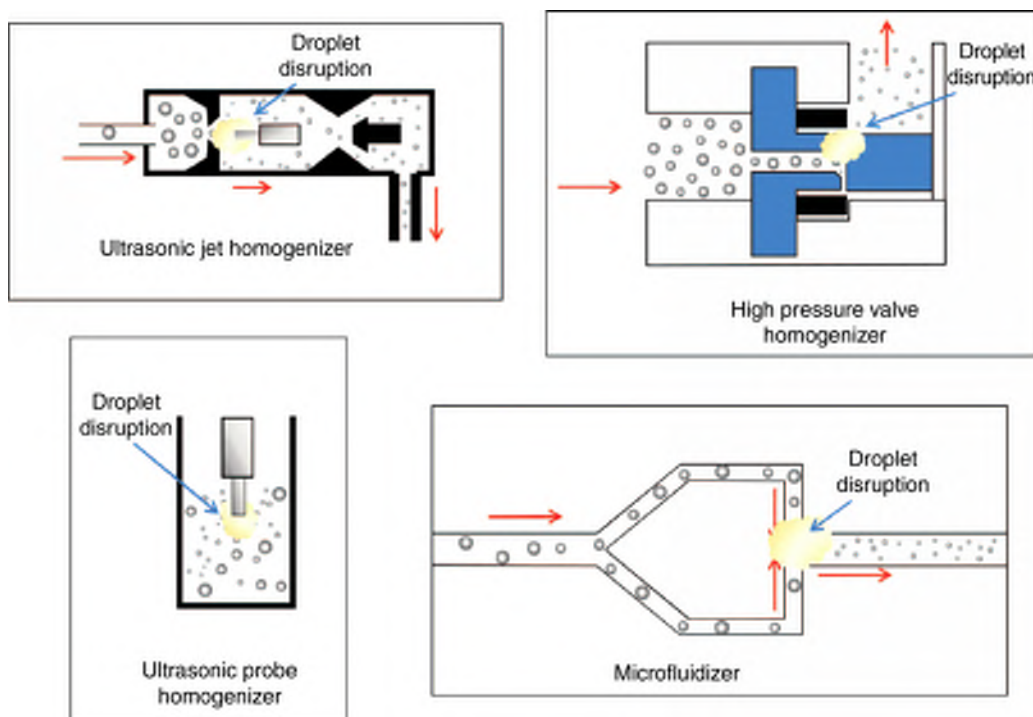 Droplet
disruption
Ultrasonic jet homogenizer
Droplet
disruption
High pressure valve
homogenizer
Droplet
disruption
Ultrasonic probe
homogenizer
Droplet
disruption
Microfluidizer